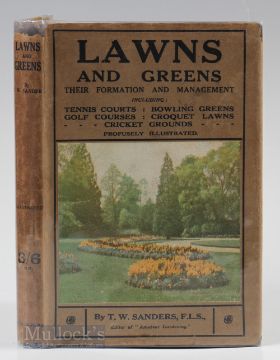 LAWNS
AND
GREENS
T. W. SANDERS
ILLUSTRATED
3/6
LAWNS
AND GREENS
THEIR FORMATION AND MANAGEMENT
INCLUDING:
TENNIS COURTS : BOWLING GREENS
GOLF COURSES : CROQUET LAWNS
- - - CRICKET GROUNDS - - -
PROFUSELY ILLUSTRATED.
By T. W. SANDERS, F.L.S.,
Editor of "Amateur Gardening."
Mullock's